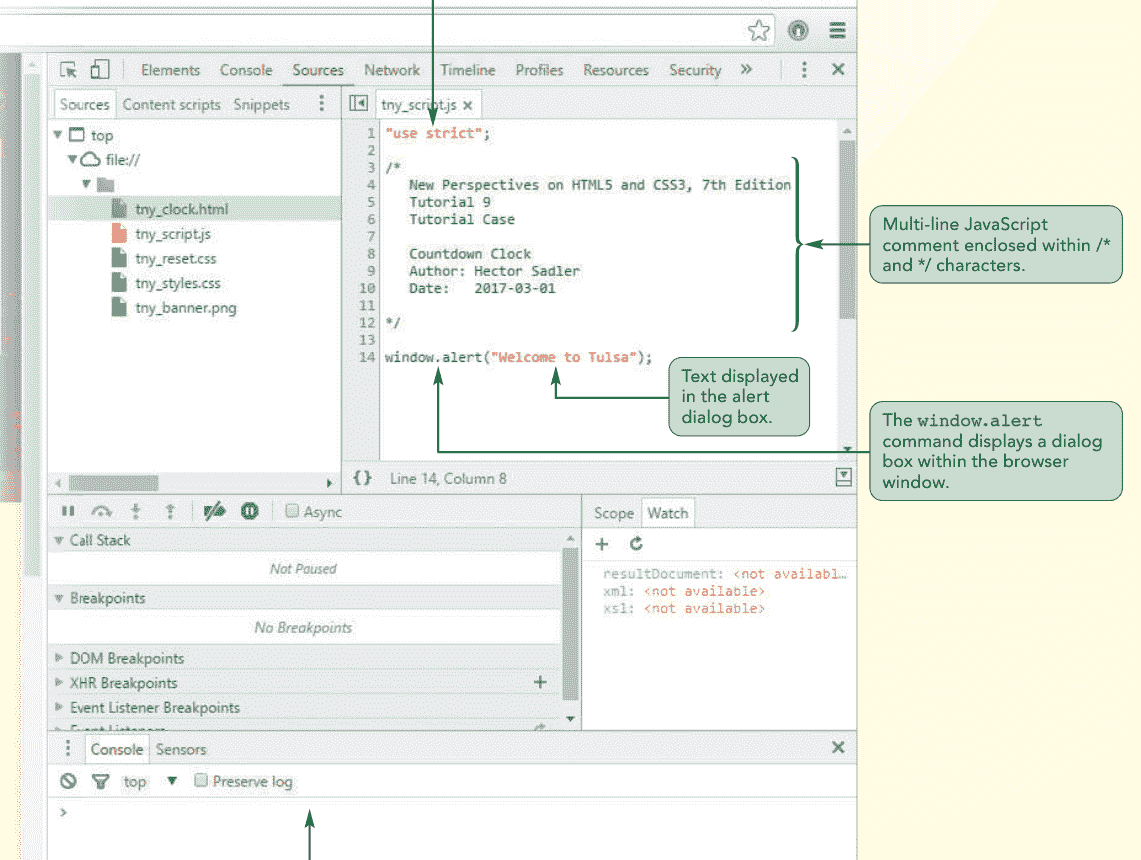 Elements Console Sources Network Timeline Profiles Resources Security »
Sources Content scripts Snippets
tny_script.js ×
top
file://
tny_clock.html
tny_script.js
tny_reset.css
tny_styles.css
tny_banner.png
1 "use strict";
2
3 /*
4 New Perspectives on HTML5 and CSS3, 7th Edition
5 Tutorial 9
6 Tutorial Case
7
8 Countdown Clock
9 Author: Hector Sadler
10 Date: 2017-03-01
11
12 */
13
14 window.alert("Welcome to Tulsa");
Multi-line JavaScript
comment enclosed within /*
and */ characters.
Text displayed
in the alert
dialog box.
The window.alert
command displays a dialog
box within the browser
window.
{} Line 14, Column 8
Async
Call Stack
Not Paused
Breakpoints
No Breakpoints
DOM Breakpoints
XHR Breakpoints +
Event Listener Breakpoints
Event Listeners
Scope Watch
resultDocument: <not availabl…
xml: <not available>
xsl: <not available>
Console Sensors
top Preserve log
>